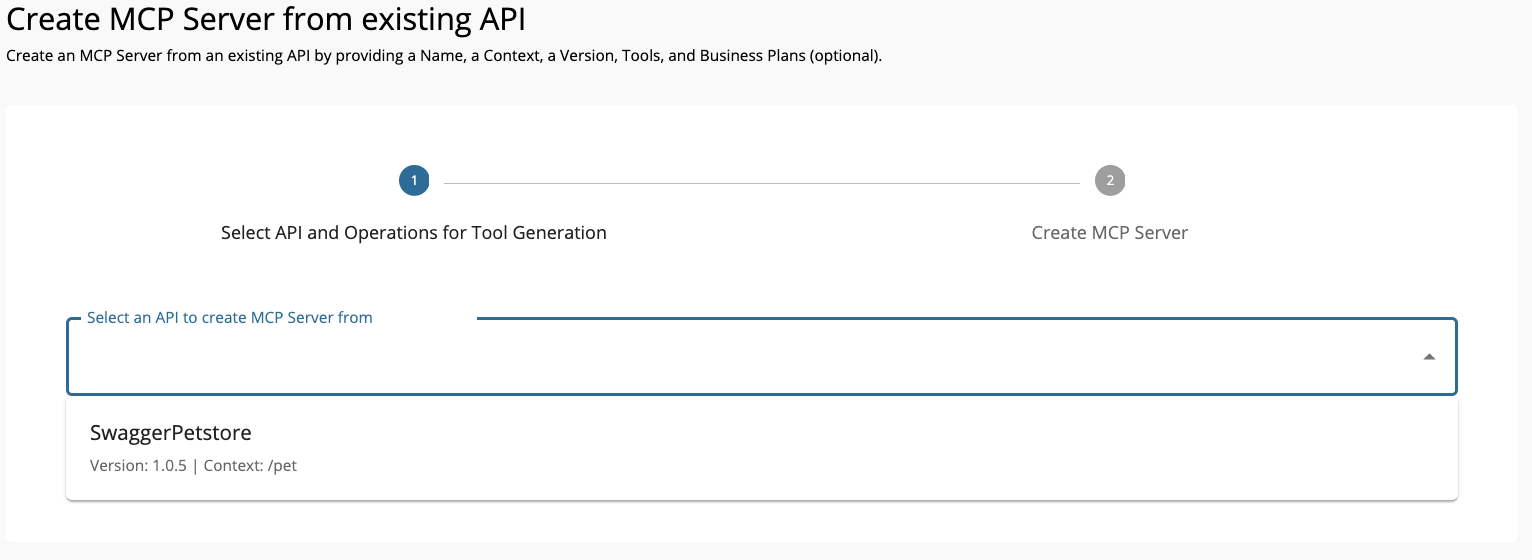 Create MCP Server from existing API
Create an MCP Server from an existing API by providing a Name, a Context, a Version, Tools, and Business Plans (optional).
1
2
Select API and Operations for Tool Generation
Create MCP Server
Select an API to create MCP Server from
SwaggerPetstore
Version: 1.0.5 | Context: /pet